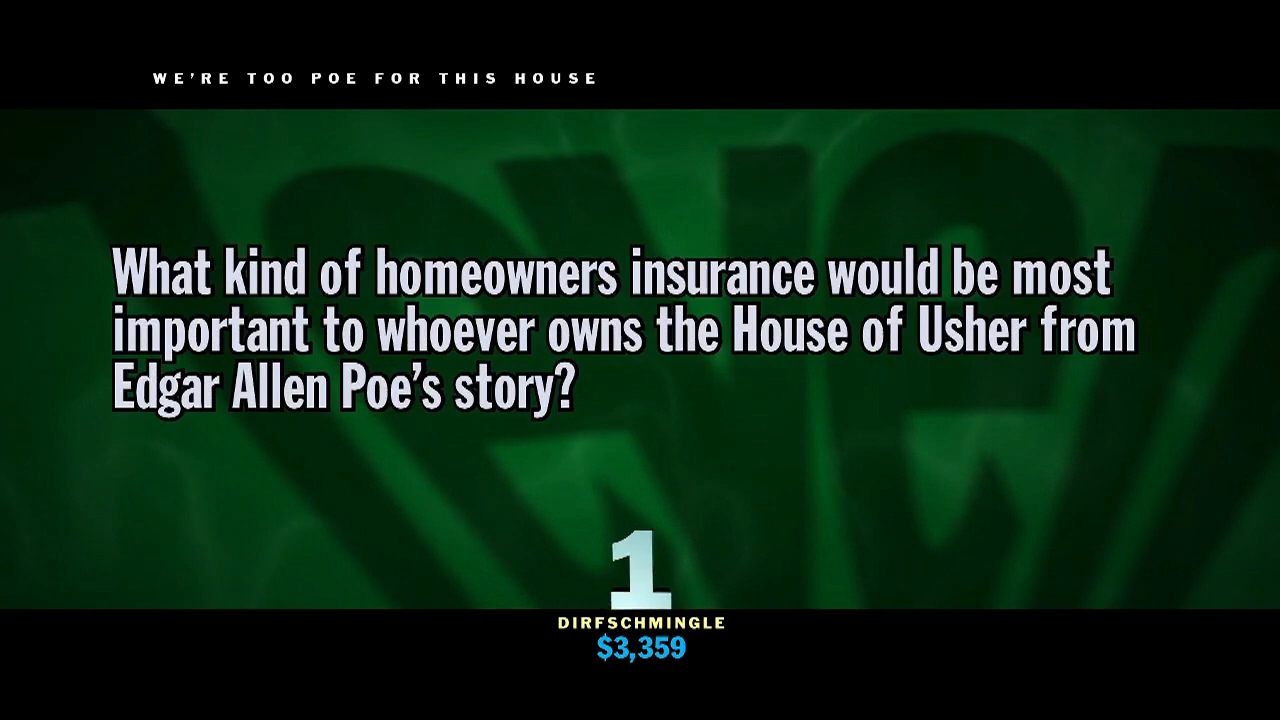 WE'RE TOO POE FOR THIS HOUSE
What kind of homeowners insurance would be most
important to whoever owns the House of Usher from
Edgar Allen Poe's story?
1
DIRFSCHMINGLE
$3,359